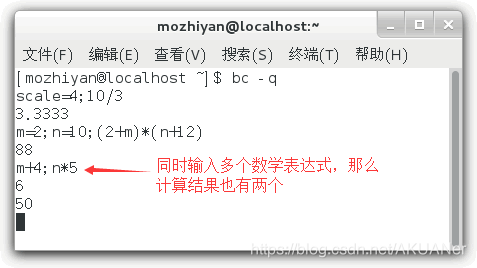 mozhiyan@localhost:~
文件(F) 编辑(E) 查看(V) 搜索(S) 终端(T) 帮助(H)
[mozhiyan@localhost ~]$ bc -q
scale=4;10/3
3.3333
m=2;n=10;(2+m)*(n+12)
88
m+4;n*5
同时输入多个数学表达式，那么
计算结果也有两个
6
50
https://blog.csdn.net/AKUANer